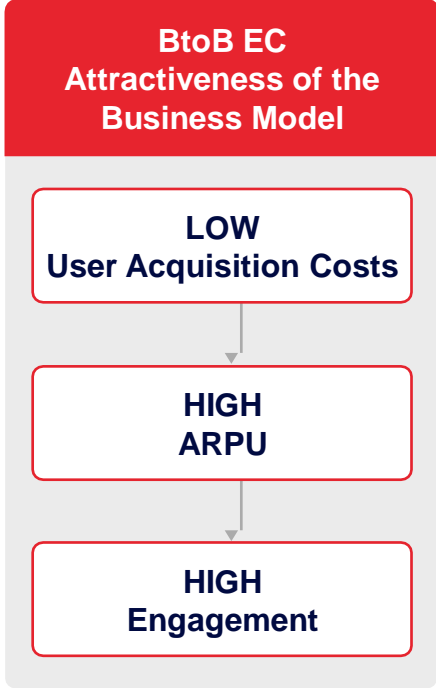 BtoB EC
Attractiveness of the
Business Model
LOW
User Acquisition Costs
HIGH
ARPU
HIGH
Engagement